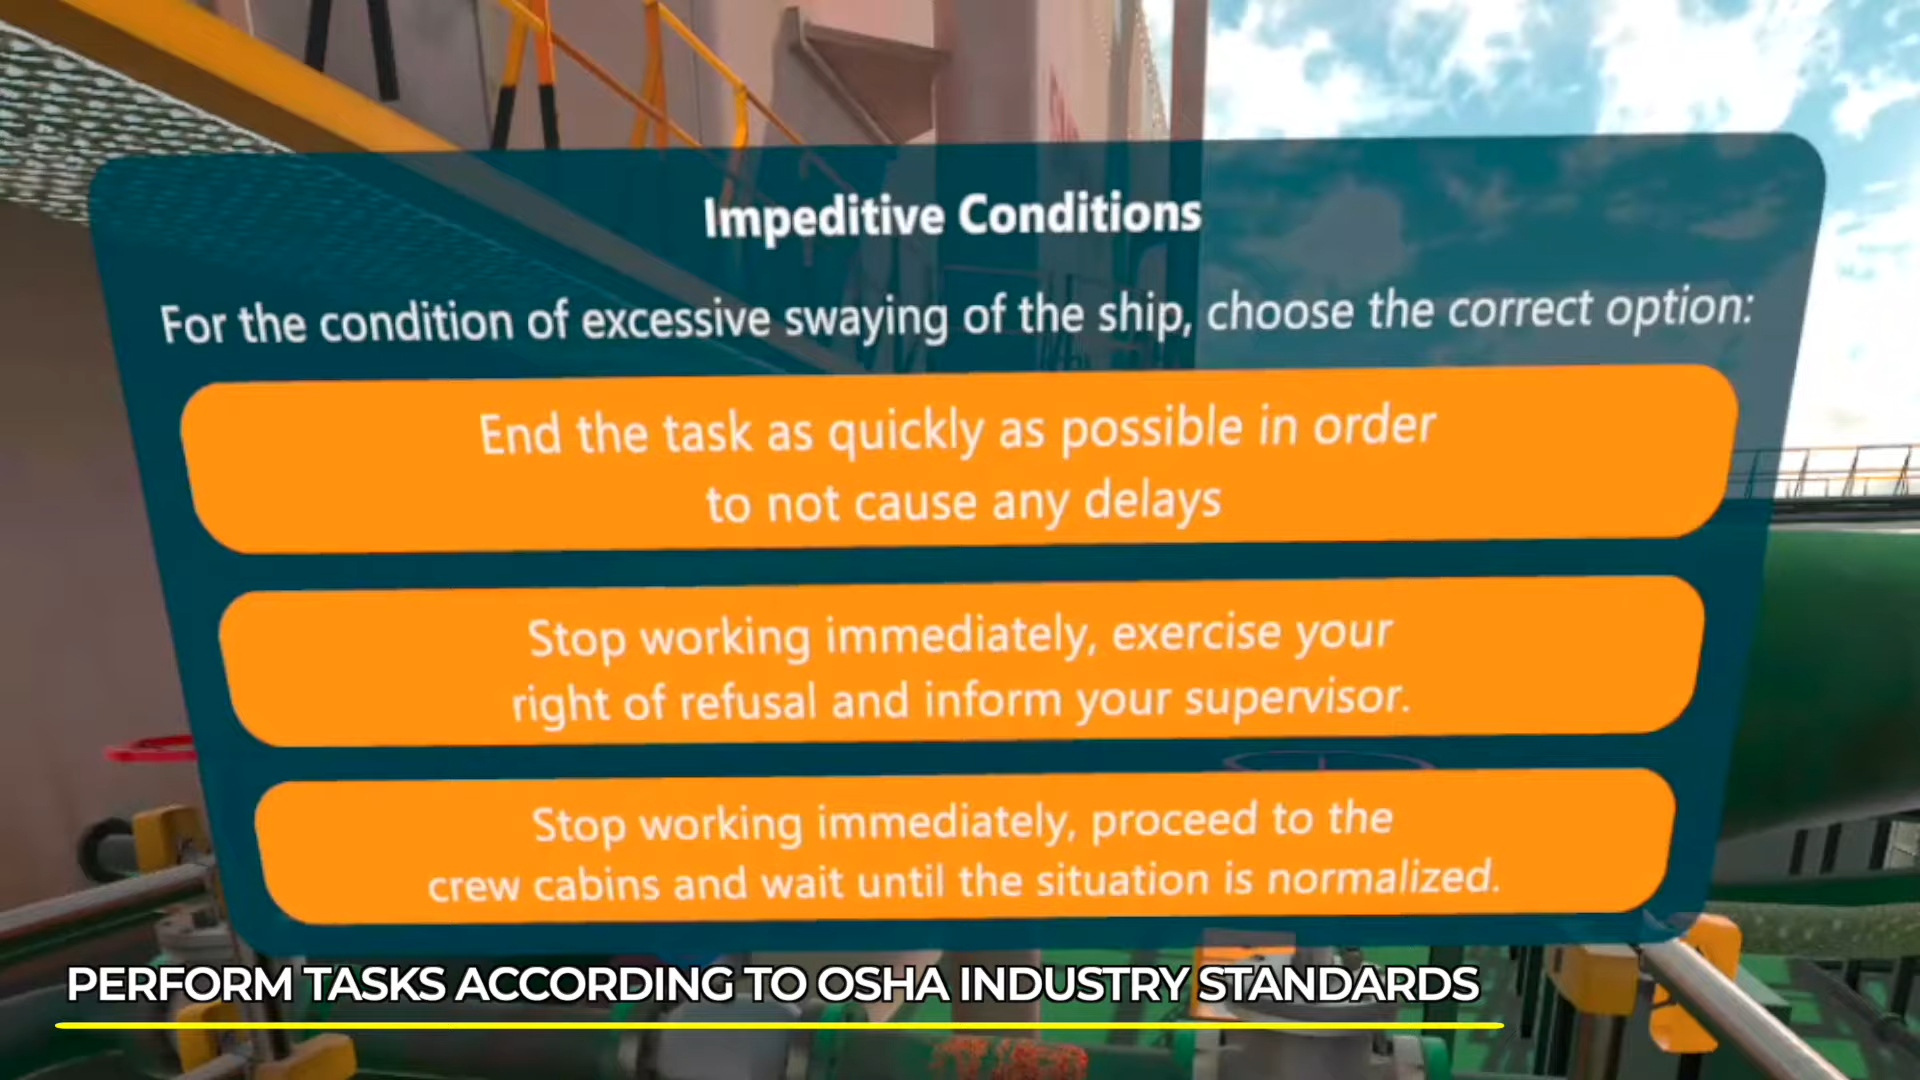 Impeditive Conditions
For the condition of excessive swaying of the ship, choose the correct option:
End the task as quickly as possible in order
to not cause any delays
Stop working immediately, exercise your
right of refusal and inform your supervisor.
Stop working immediately, proceed to the
crew cabins and wait until the situation is normalized.
PERFORM TASKS ACCORDING TO OSHA INDUSTRY STANDARDS